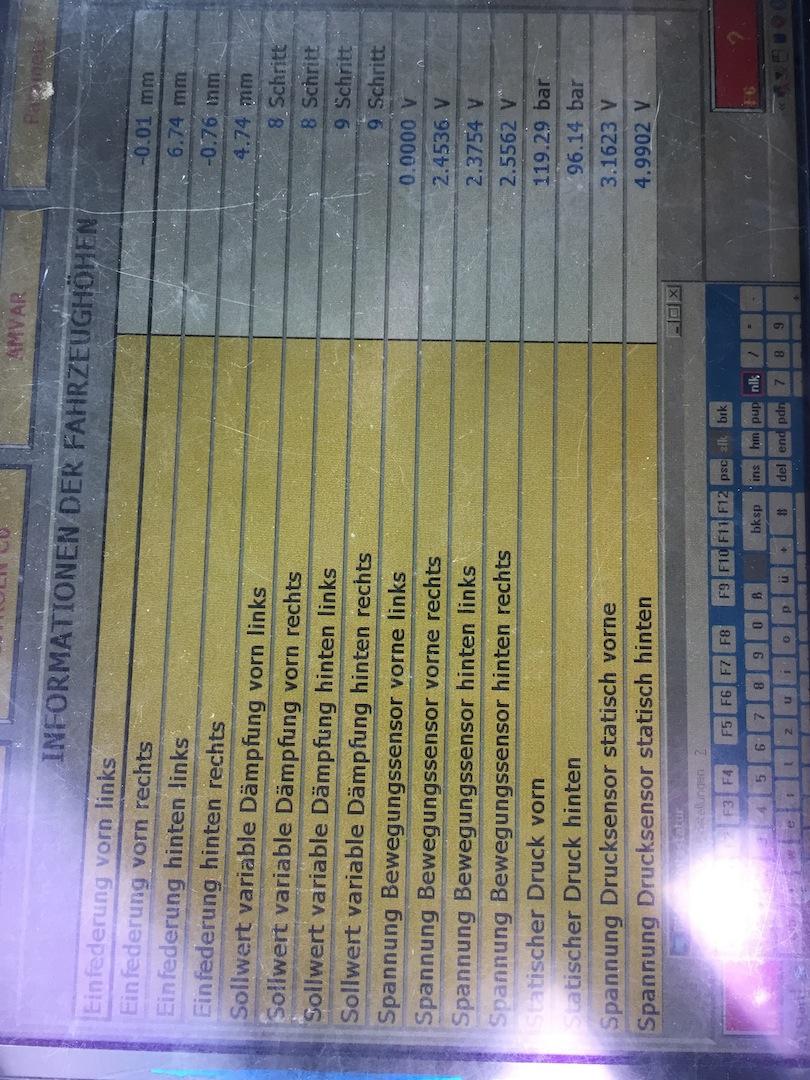 AMVAR
INFORMATIONEN DER FAHRZEUGHÖHEN
Einfederung vorn links -0.01 mm
Einfederung vorn rechts 6.74 mm
Einfederung hinten links -0.76 mm
Einfederung hinten rechts 4.74 mm
Sollwert variable Dämpfung vorn links 8 Schritt
Sollwert variable Dämpfung vorn rechts 8 Schritt
Sollwert variable Dämpfung hinten links 9 Schritt
Sollwert variable Dämpfung hinten rechts 9 Schritt
Spannung Bewegungssensor vorne links 0.0000 V
Spannung Bewegungssensor vorne rechts 2.4536 V
Spannung Bewegungssensor hinten links 2.3754 V
Spannung Bewegungssensor hinten rechts 2.5562 V
Statischer Druck vorn 119.29 bar
Statischer Druck hinten 96.14 bar
Spannung Drucksensor statisch vorne 3.1623 V
Spannung Drucksensor statisch hinten 4.9902 V
?
F6
F3 F4 F5 F6 F7 F8 F9 F10 F11 F12 psc slk brk
4 5 6 7 8 9 0 ß bksp ins hm pup nlk / * -
e r t z u i o p ü + # del end pdn 7 8 9